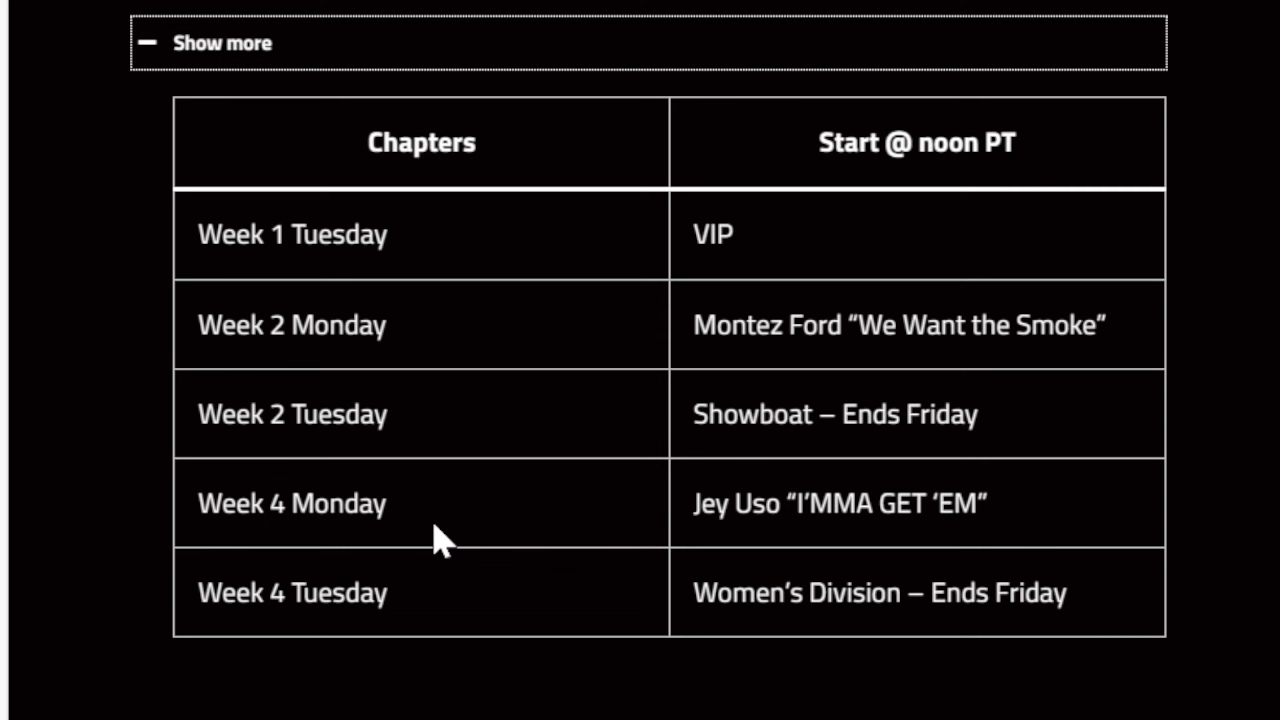 Show more
Chapters
Start @ noon PT
Week 1 Tuesday
VIP
Week 2 Monday
Montez Ford “We Want the Smoke”
Week 2 Tuesday
Showboat – Ends Friday
Week 4 Monday
Jey Uso “I’MMA GET ‘EM”
Week 4 Tuesday
Women’s Division – Ends Friday